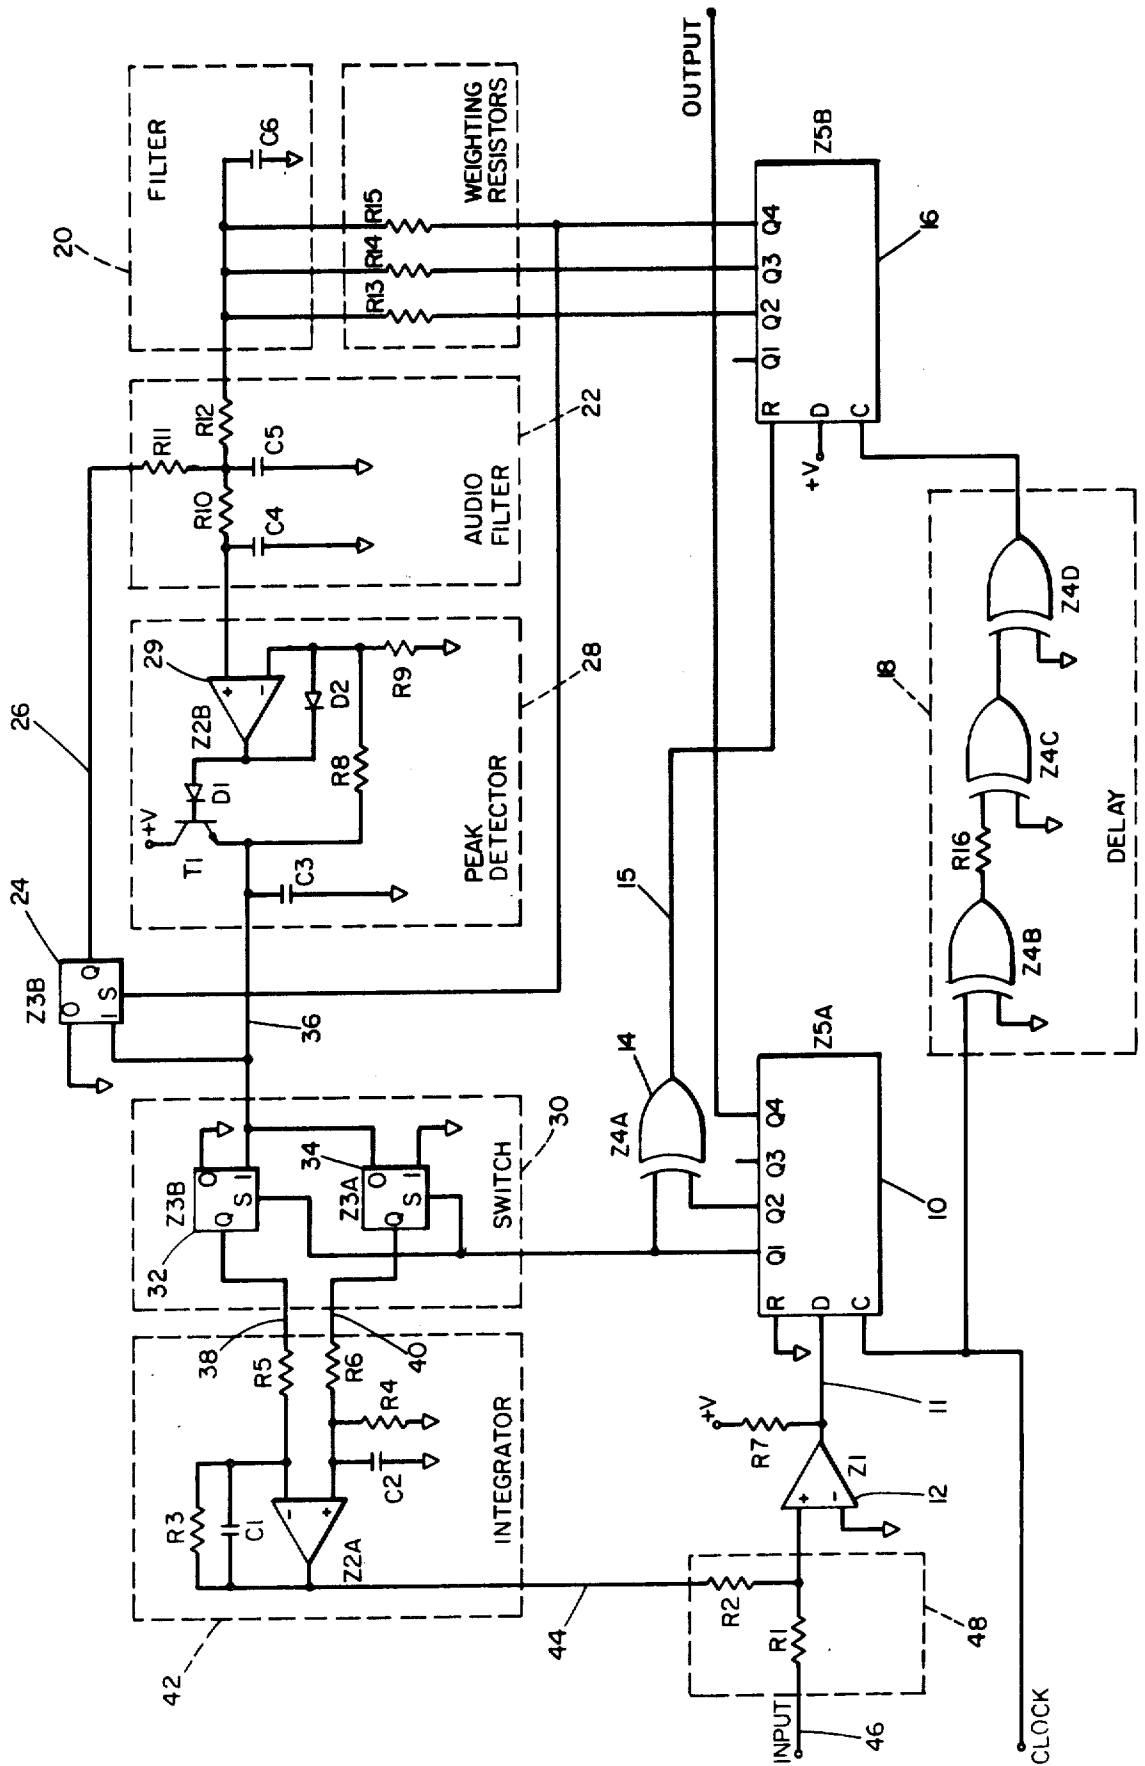 OUTPUT
FILTER
C6
20
WEIGHTING
RESISTORS
R13
R14
R15
Z5B
R
D
C
Q1
Q2
Q3
Q4
+V
16
R11
R12
R10
C5
C4
AUDIO
FILTER
22
26
29
+
-
Z2B
D1
D2
R8
R9
+V
T1
C3
PEAK
DETECTOR
28
24
Z3B
O
I
S
Q
36
15
18
Z4B
R16
Z4C
Z4D
DELAY
Z3B
O
I
S
Q
32
34
Z3A
O
I
S
Q
SWITCH
30
14
Z4A
Z5A
R
D
C
Q1
Q2
Q3
Q4
10
38
40
R5
R6
R4
C2
R3
C1
-
+
Z2A
INTEGRATOR
42
44
+V
R7
11
Z1
+
-
12
R2
R1
48
INPUT
46
CLOCK